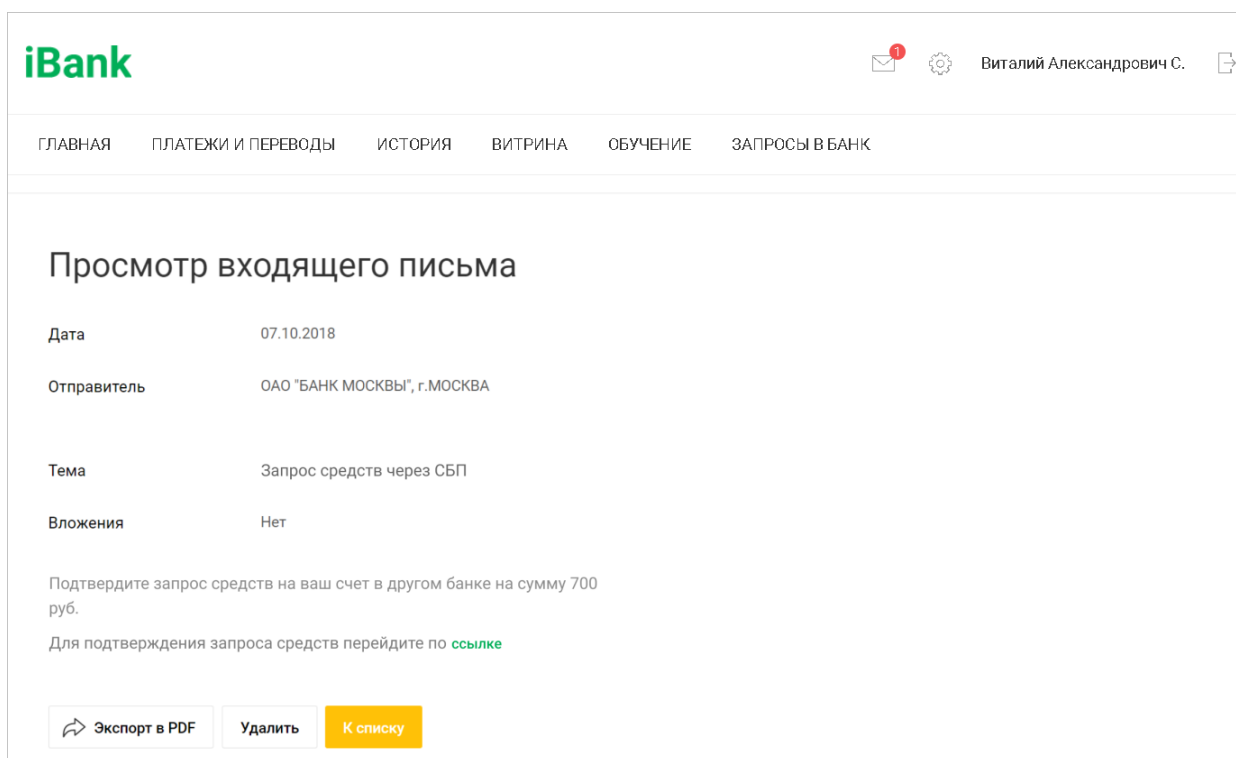 iBank
1
Виталий Александрович С.
ГЛАВНАЯ ПЛАТЕЖИ И ПЕРЕВОДЫ ИСТОРИЯ ВИТРИНА ОБУЧЕНИЕ ЗАПРОСЫ В БАНК
Просмотр входящего письма
Дата 07.10.2018
Отправитель ОАО "БАНК МОСКВЫ", г.МОСКВА
Тема Запрос средств через СБП
Вложения Нет
Подтвердите запрос средств на ваш счет в другом банке на сумму 700
руб.
Для подтверждения запроса средств перейдите по ссылке
Экспорт в PDF Удалить К списку